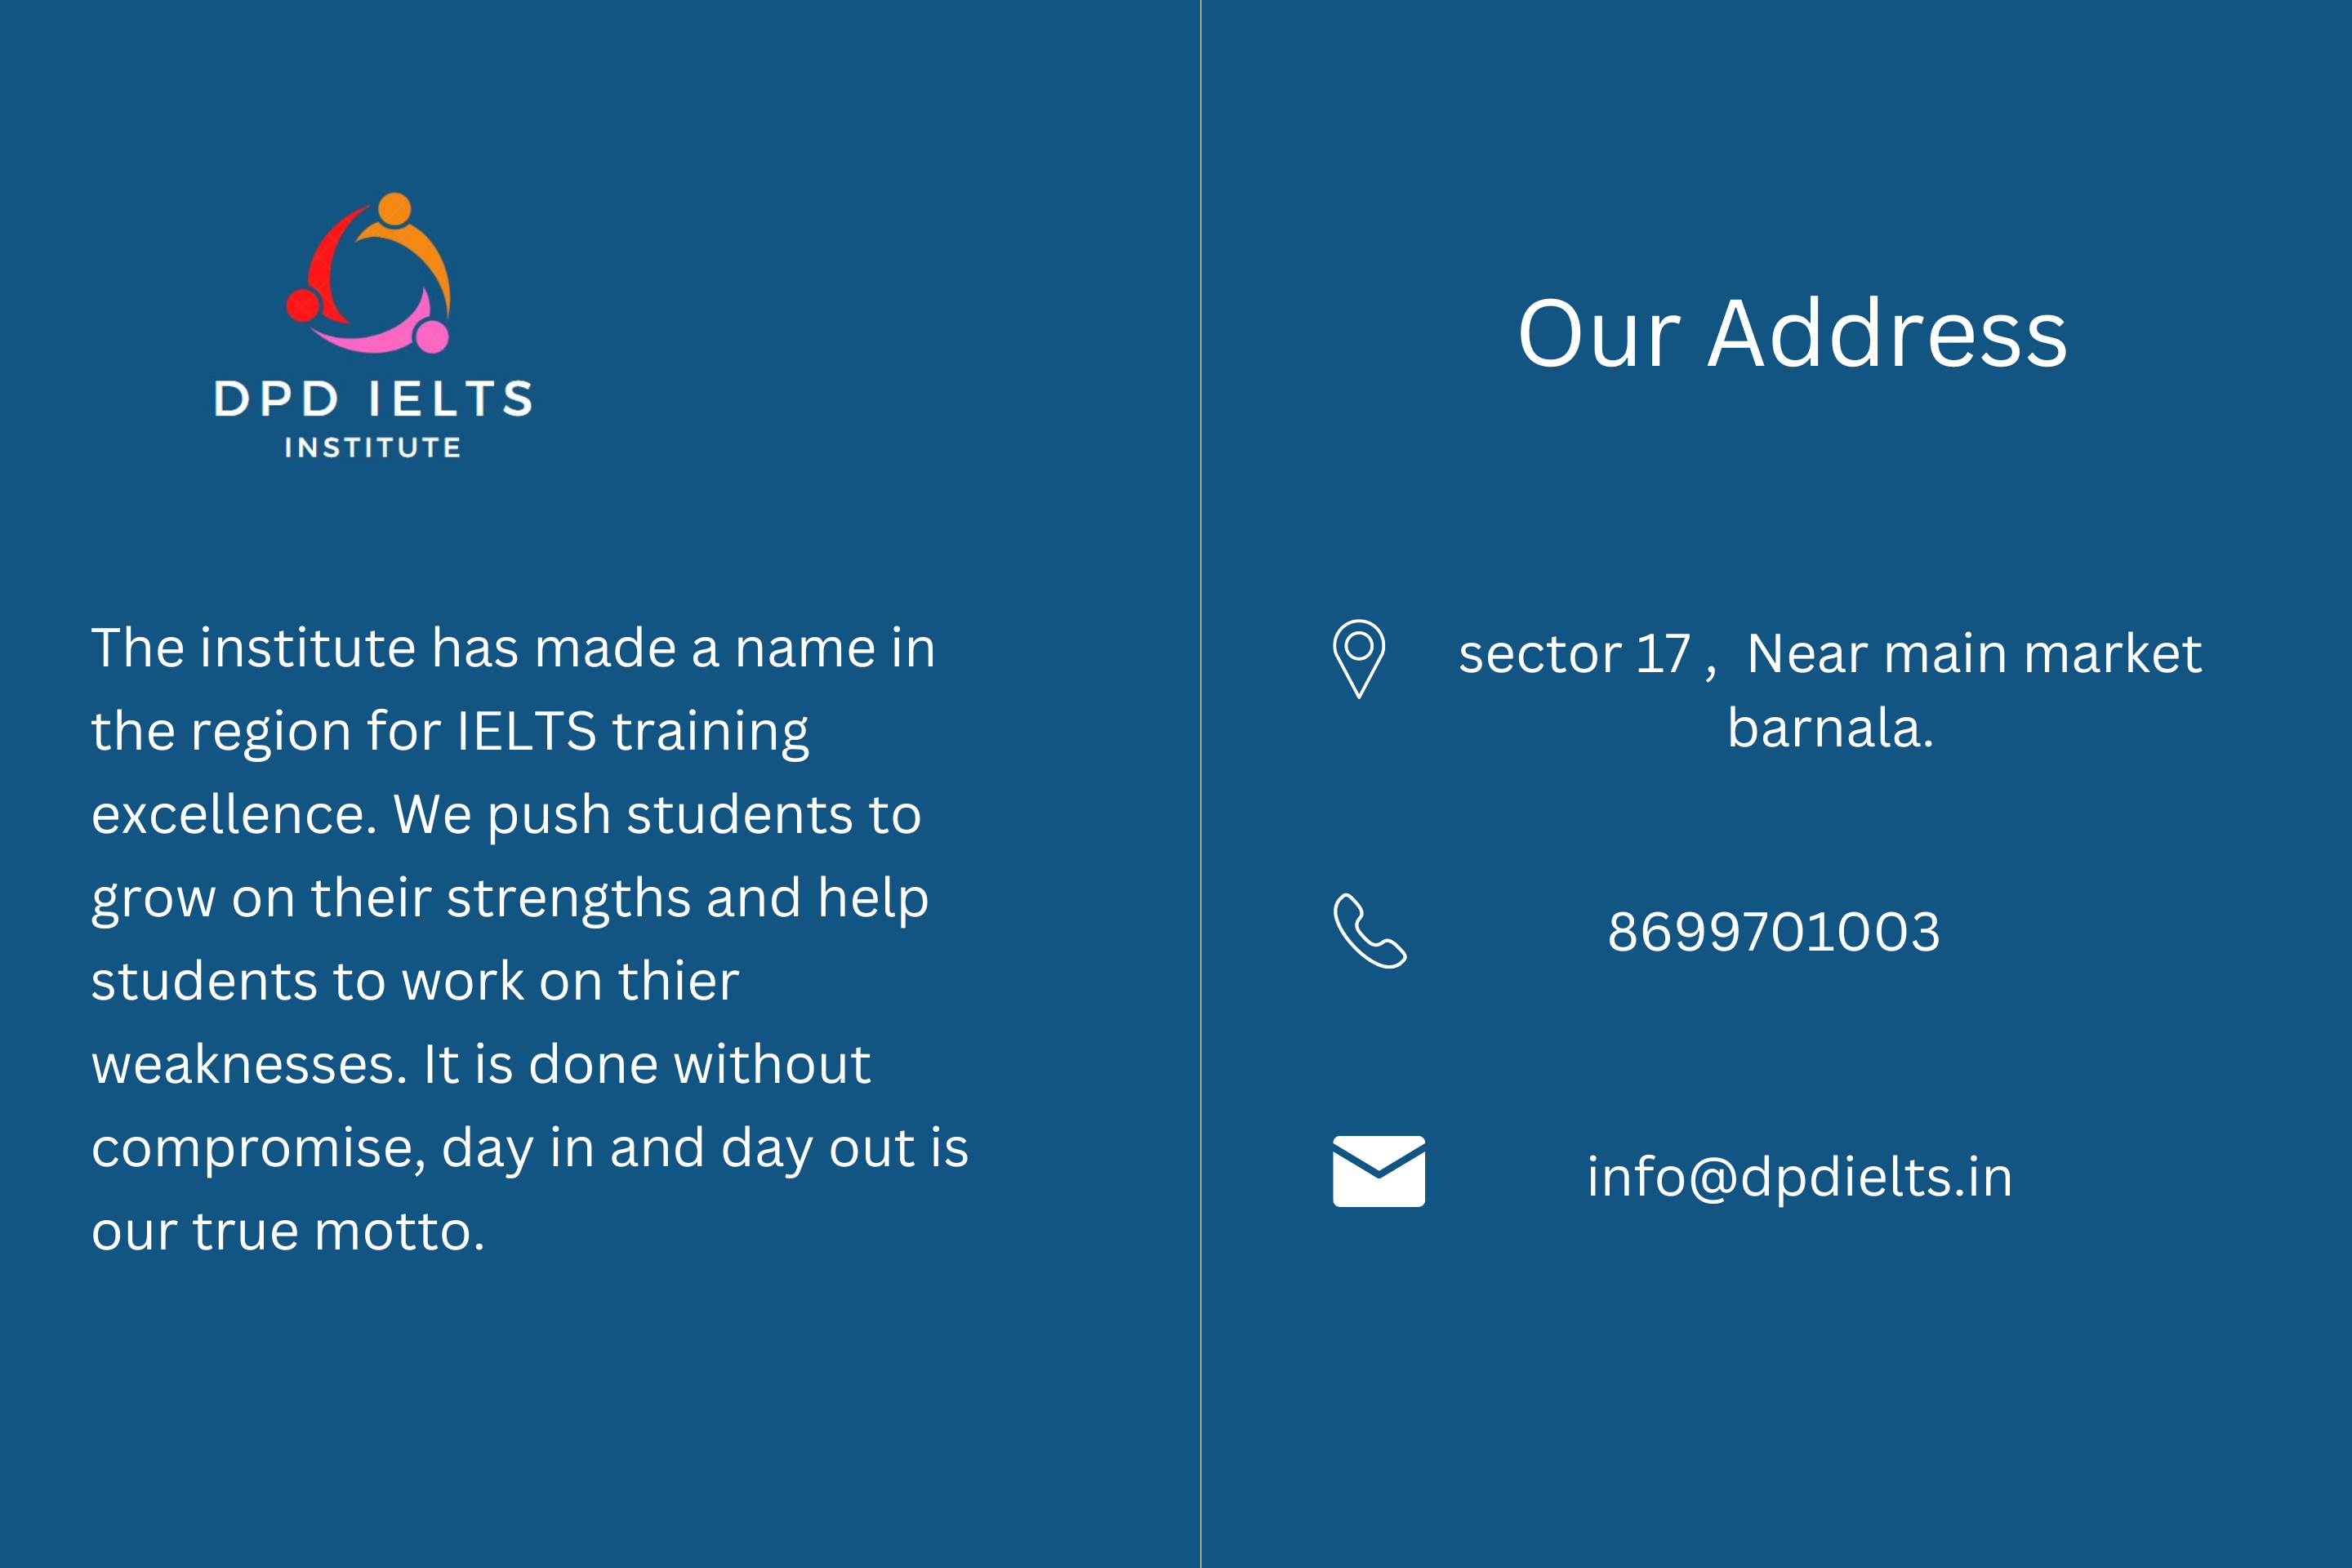 DPD IELTS
INSTITUTE
The institute has made a name in
the region for IELTS training
excellence. We push students to
grow on their strengths and help
students to work on thier
weaknesses. It is done without
compromise, day in and day out is
our true motto.
Our Address
sector 17 ,  Near main market
barnala.
8699701003
info@dpdielts.in